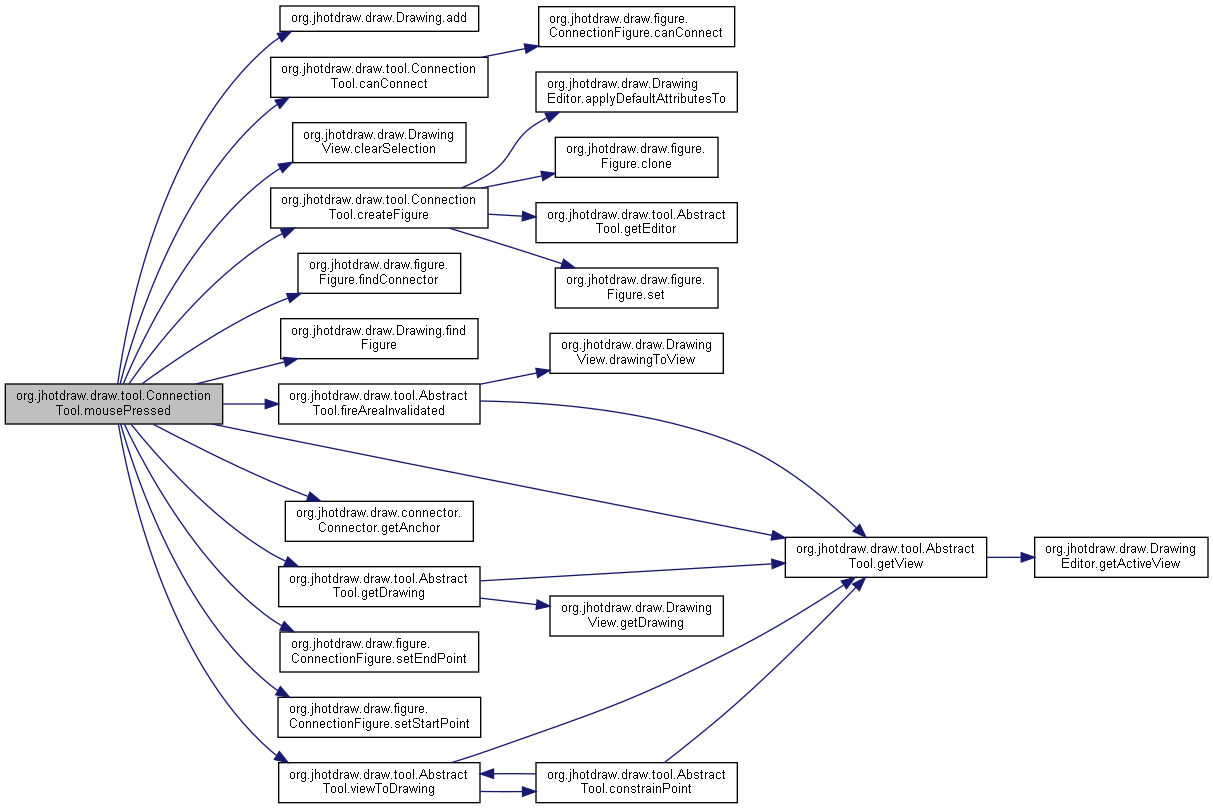 org.jhotdraw.draw.tool.Connection
Tool.mousePressed
org.jhotdraw.draw.Drawing.add
org.jhotdraw.draw.tool.Connection
Tool.canConnect
org.jhotdraw.draw.figure.
ConnectionFigure.canConnect
org.jhotdraw.draw.Drawing
View.clearSelection
org.jhotdraw.draw.tool.Connection
Tool.createFigure
org.jhotdraw.draw.Drawing
Editor.applyDefaultAttributesTo
org.jhotdraw.draw.figure.
Figure.clone
org.jhotdraw.draw.tool.Abstract
Tool.getEditor
org.jhotdraw.draw.figure.
Figure.set
org.jhotdraw.draw.figure.
Figure.findConnector
org.jhotdraw.draw.Drawing.find
Figure
org.jhotdraw.draw.tool.Abstract
Tool.fireAreaInvalidated
org.jhotdraw.draw.Drawing
View.drawingToView
org.jhotdraw.draw.tool.Abstract
Tool.getView
org.jhotdraw.draw.Drawing
Editor.getActiveView
org.jhotdraw.draw.connector.
Connector.getAnchor
org.jhotdraw.draw.tool.Abstract
Tool.getDrawing
org.jhotdraw.draw.Drawing
View.getDrawing
org.jhotdraw.draw.figure.
ConnectionFigure.setEndPoint
org.jhotdraw.draw.figure.
ConnectionFigure.setStartPoint
org.jhotdraw.draw.tool.Abstract
Tool.viewToDrawing
org.jhotdraw.draw.tool.Abstract
Tool.constrainPoint